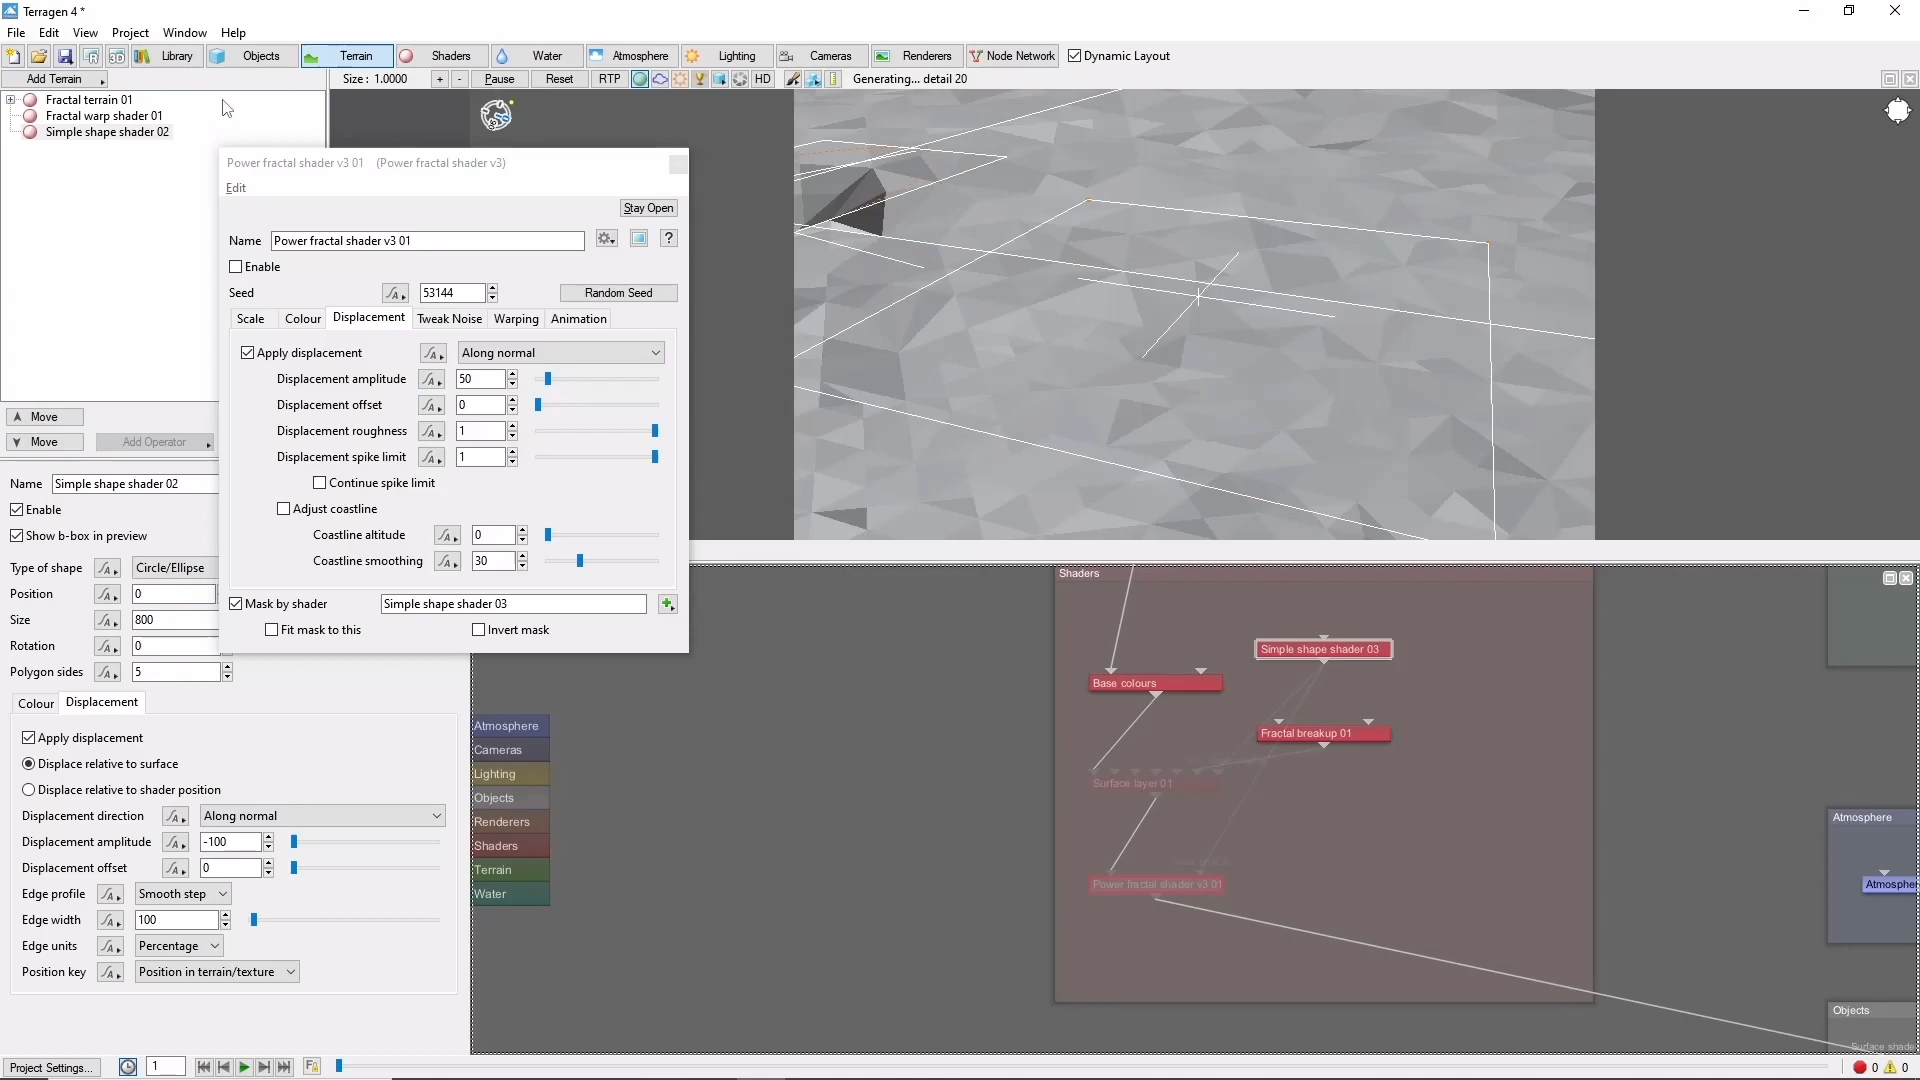 Terragen 4 *
File Edit View Project Window Help
Library Objects Terrain Shaders Water Atmosphere Lighting Cameras Renderers Node Network Dynamic Layout
Add Terrain Size : 1.0000 + - Pause Reset RTP HD Generating... detail 20
Fractal terrain 01
Fractal warp shader 01
Simple shape shader 02
Power fractal shader v3 01 (Power fractal shader v3)
Edit
Stay Open
Name Power fractal shader v3 01 ?
Enable
Seed 53144 Random Seed
Scale Colour Displacement Tweak Noise Warping Animation
Apply displacement Along normal
Displacement amplitude 50
Displacement offset 0
Displacement roughness 1
Displacement spike limit 1
Continue spike limit
Adjust coastline
Coastline altitude 0
Coastline smoothing 30
Mask by shader Simple shape shader 03
Fit mask to this Invert mask
Move
Move Add Operator
Name Simple shape shader 02
Enable
Show b-box in preview
Type of shape Circle/Ellipse
Position 0
Size 800
Rotation 0
Polygon sides 5
Colour Displacement
Apply displacement
Displace relative to surface
Displace relative to shader position
Displacement direction Along normal
Displacement amplitude -100
Displacement offset 0
Edge profile Smooth step
Edge width 100
Edge units Percentage
Position key Position in terrain/texture
Atmosphere
Cameras
Lighting
Objects
Renderers
Shaders
Terrain
Water
Shaders
Simple shape shader 03
Base colours
Fractal breakup 01
Surface layer 01
Power fractal shader v3 01
Atmosphere
Atmospher
Objects
Surface shade
Project Settings... 1 0 0